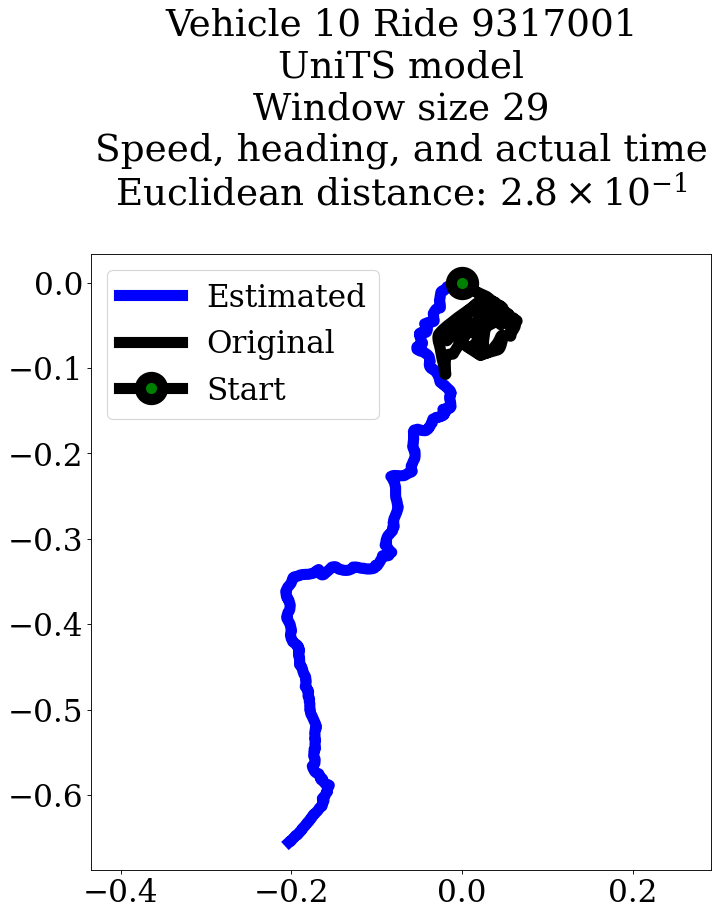 Vehicle 10 Ride 9317001
UniTS model
Window size 29
Speed, heading, and actual time
Euclidean distance: 2.8 × 10⁻¹
Estimated
Original
Start
0.0
−0.1
−0.2
−0.3
−0.4
−0.5
−0.6
−0.4 −0.2 0.0 0.2